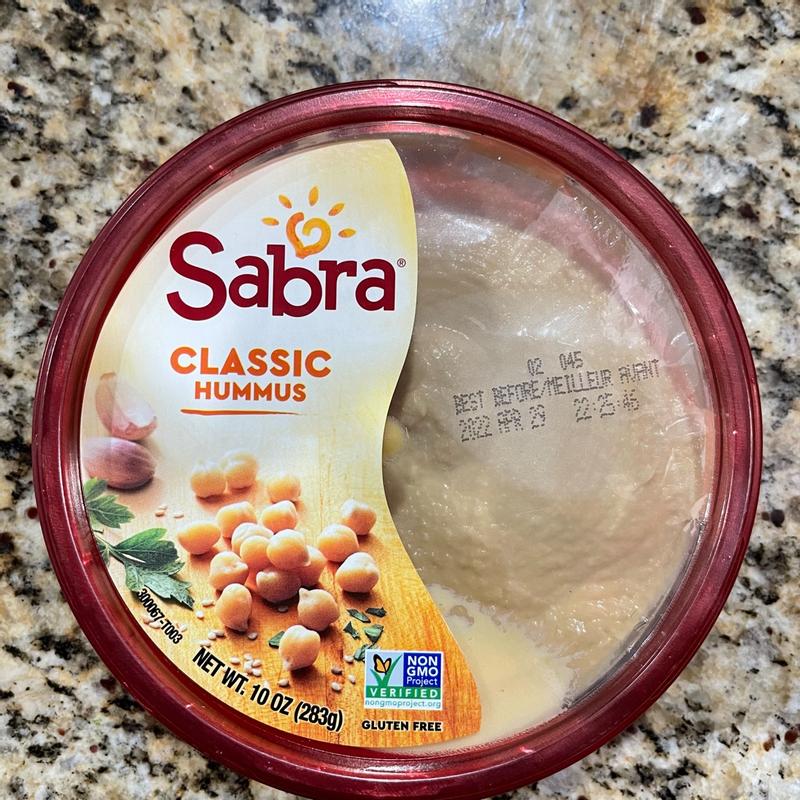 Sabra®
CLASSIC
HUMMUS
02 045
BEST BEFORE/MEILLEUR AVANT
2022 APR 29 22:25:45
300067-T003
NET WT. 10 OZ (283g)
NON
GMO
Project
VERIFIED
nongmoproject.org
GLUTEN FREE